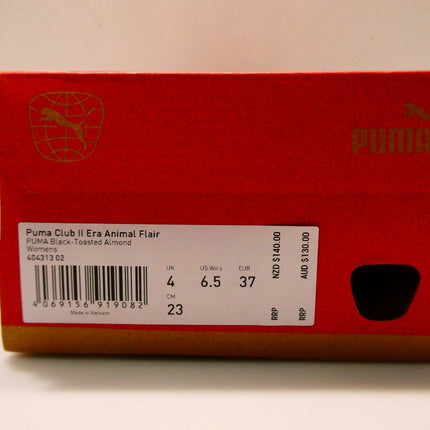 PUMA
Puma Club II Era Animal Flair
PUMA Black-Toasted Almond
Womens
404313 02
4 069156 919082
Made in Vietnam
UK
4
US Wn's
6.5
EUR
37
CM
23
RRP NZD $140.00
RRP AUD $130.00